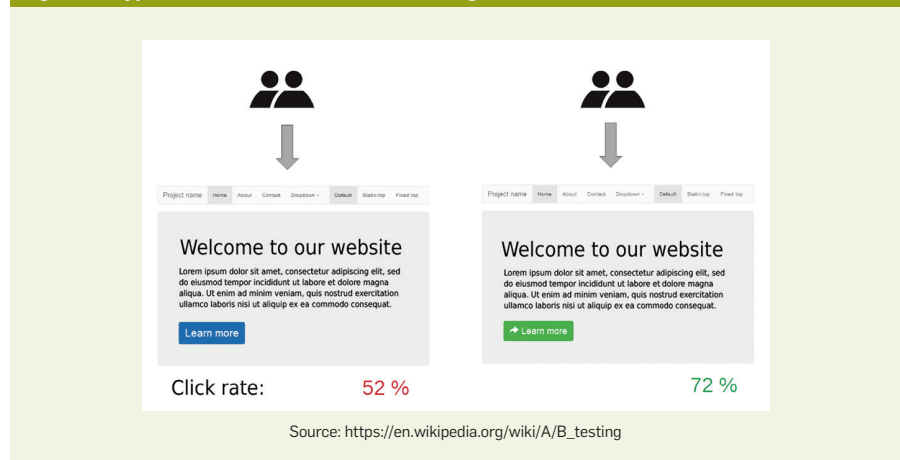 Project name Home About Contact Dropdown Default Static top Fixed top
Welcome to our website
Lorem ipsum dolor sit amet, consectetur adipiscing elit, sed
do eiusmod tempor incididunt ut labore et dolore magna
aliqua. Ut enim ad minim veniam, quis nostrud exercitation
ullamco laboris nisi ut aliquip ex ea commodo consequat.
Learn more
Click rate: 52 %
Project name Home About Contact Dropdown Default Static top Fixed top
Welcome to our website
Lorem ipsum dolor sit amet, consectetur adipiscing elit, sed
do eiusmod tempor incididunt ut labore et dolore magna
aliqua. Ut enim ad minim veniam, quis nostrud exercitation
ullamco laboris nisi ut aliquip ex ea commodo consequat.
Learn more
72 %
Source: https://en.wikipedia.org/wiki/A/B_testing